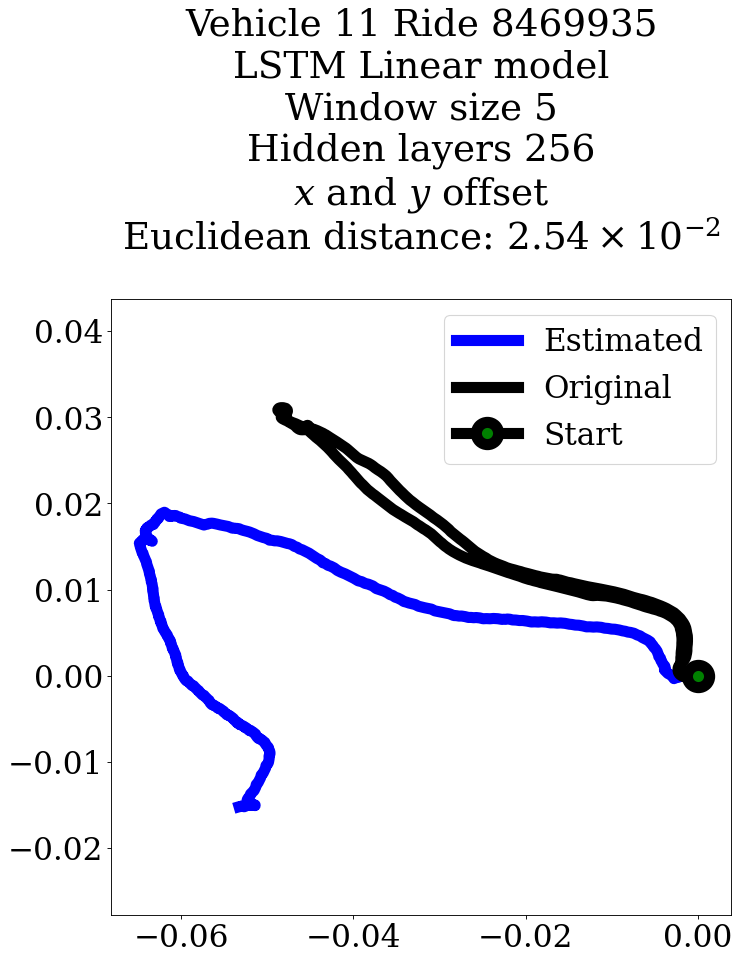 Vehicle 11 Ride 8469935
LSTM Linear model
Window size 5
Hidden layers 256
x and y offset
Euclidean distance: 2.54 × 10⁻²
Estimated
Original
Start
0.04
0.03
0.02
0.01
0.00
−0.01
−0.02
−0.06 −0.04 −0.02 0.00